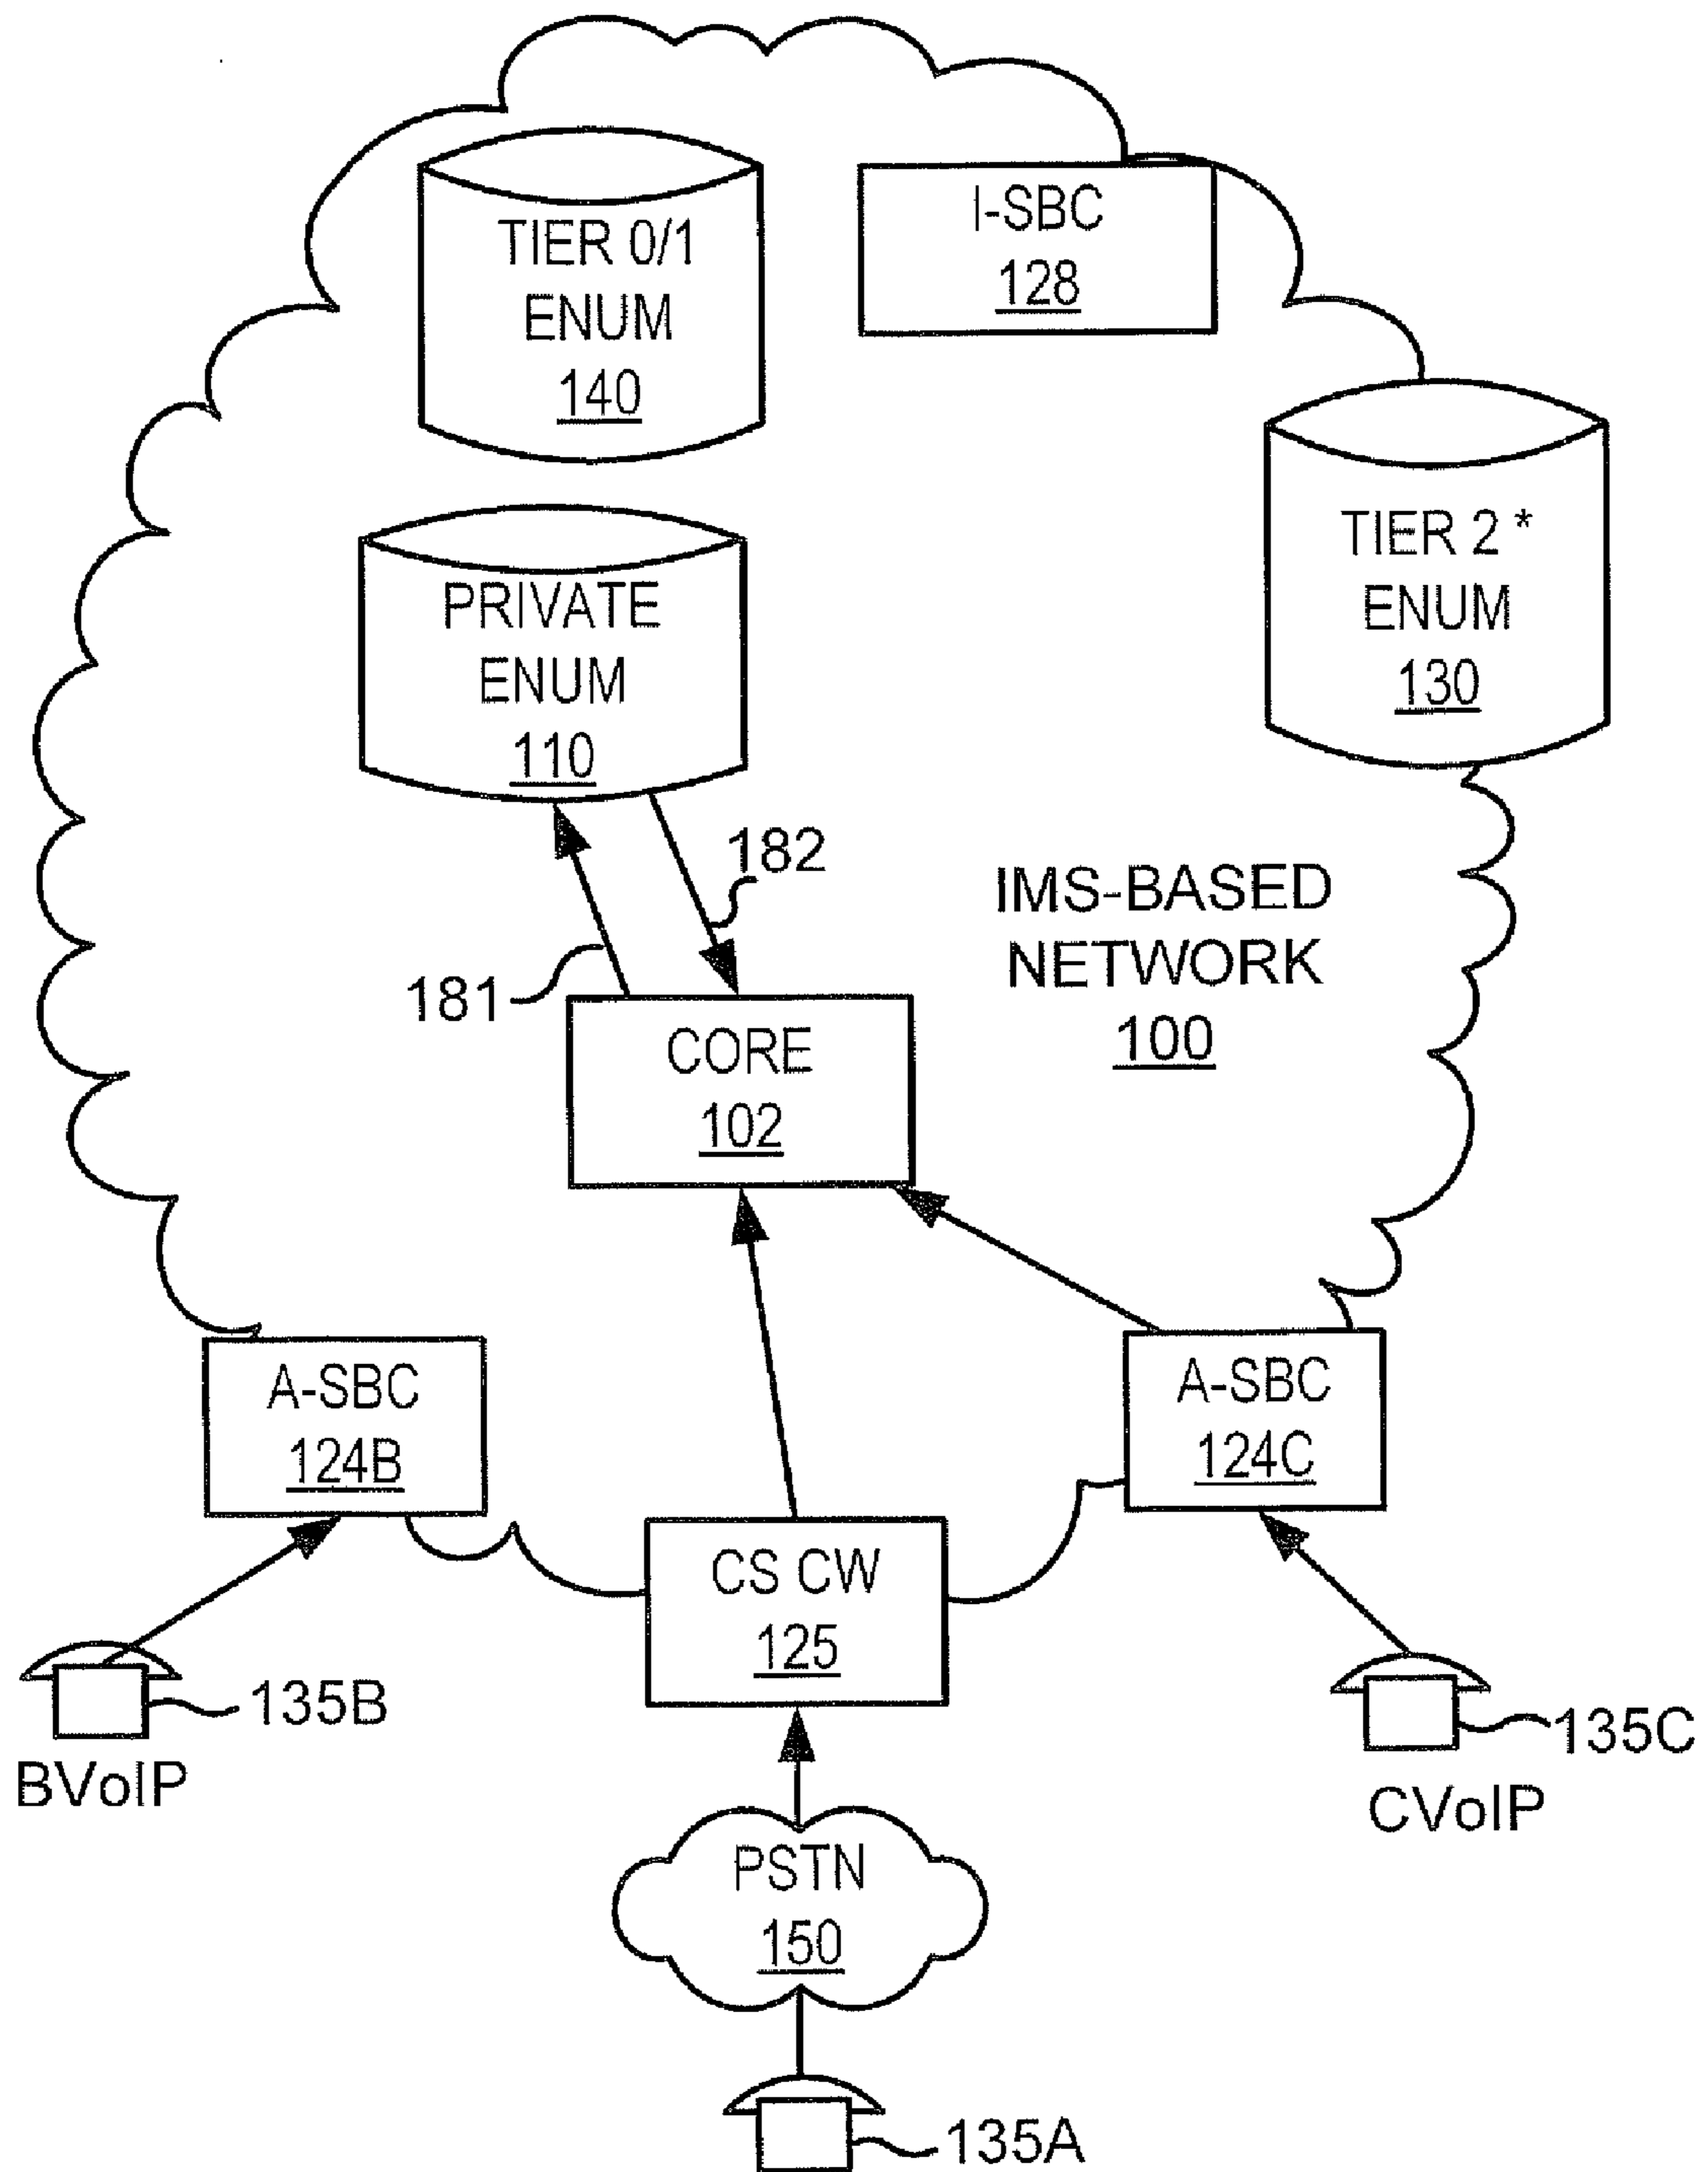 TIER 0/1
ENUM
140
I-SBC
128
TIER 2 *
ENUM
130
PRIVATE
ENUM
110
182
181
IMS-BASED
NETWORK
100
CORE
102
A-SBC
124B
A-SBC
124C
CS CW
125
135B
BVoIP
135C
CVoIP
PSTN
150
135A